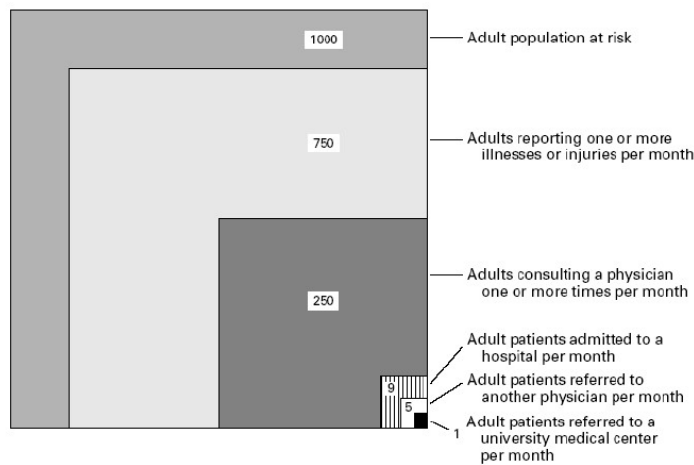 1000
Adult population at risk
750
Adults reporting one or more
illnesses or injuries per month
250
Adults consulting a physician
one or more times per month
Adult patients admitted to a
hospital per month
9
Adult patients referred to
another physician per month
5
Adult patients referred to a
university medical center
per month
1